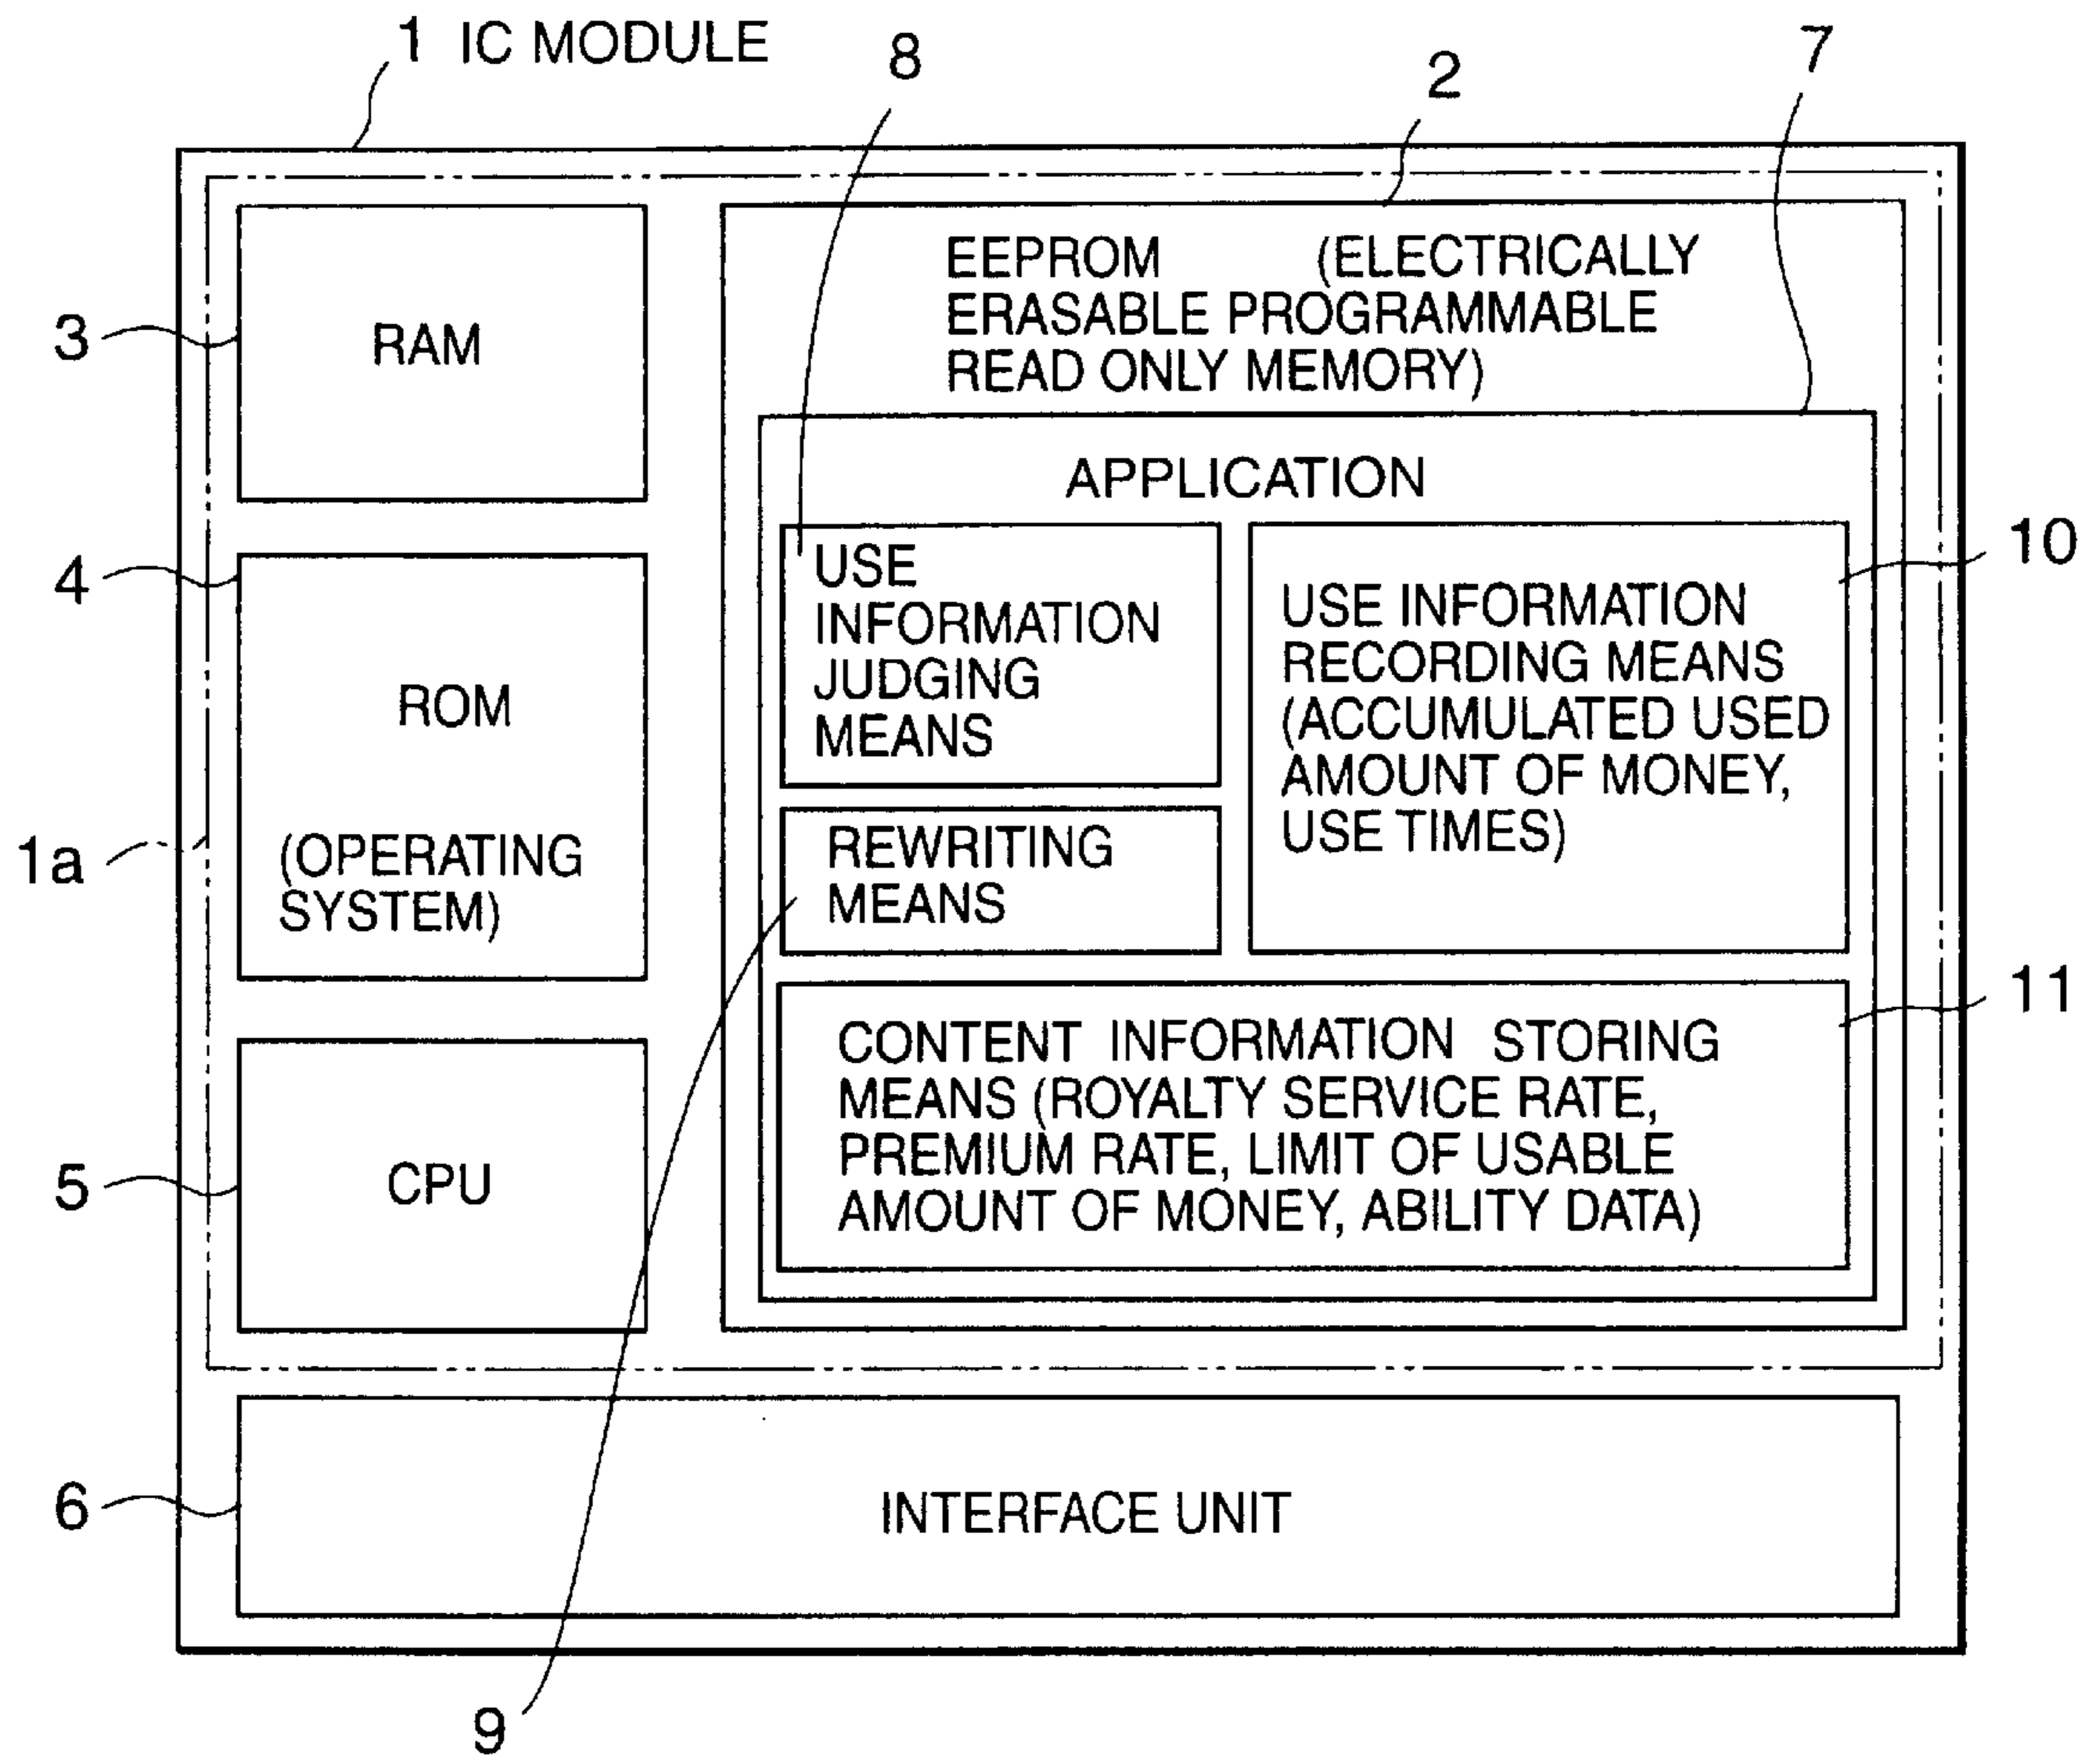 1 IC MODULE
8
2
7
3
RAM
EEPROM (ELECTRICALLY
ERASABLE PROGRAMMABLE
READ ONLY MEMORY)
APPLICATION
4
ROM
(OPERATING
SYSTEM)
1a
USE
INFORMATION
JUDGING
MEANS
10
USE INFORMATION
RECORDING MEANS
(ACCUMULATED USED
AMOUNT OF MONEY,
USE TIMES)
REWRITING
MEANS
11
CONTENT INFORMATION STORING
MEANS (ROYALTY SERVICE RATE,
PREMIUM RATE, LIMIT OF USABLE
AMOUNT OF MONEY, ABILITY DATA)
5
CPU
6
INTERFACE UNIT
9